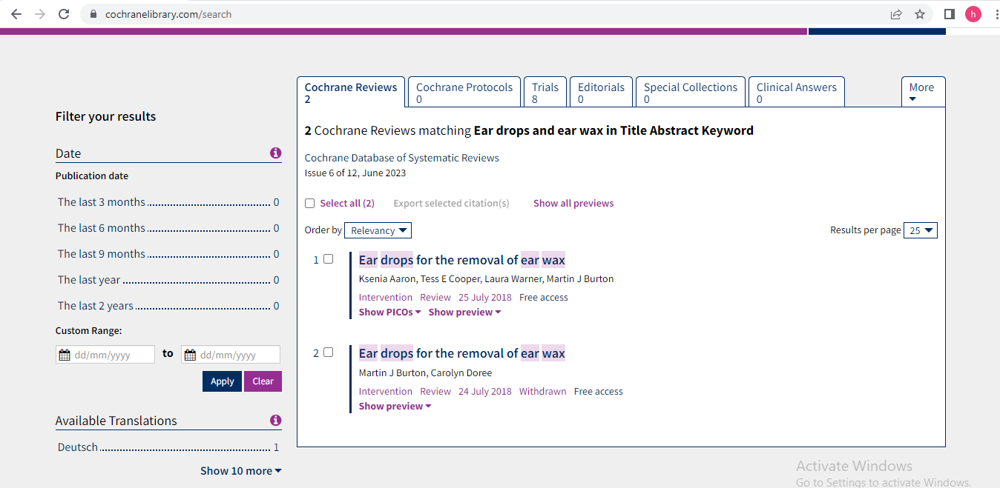 cochranelibrary.com/search
h
Filter your results
Date
Publication date
The last 3 months 0
The last 6 months 0
The last 9 months 0
The last year 0
The last 2 years 0
Custom Range:
dd/mm/yyyy to dd/mm/yyyy
Apply Clear
Available Translations
Deutsch 1
Show 10 more
Cochrane Reviews
2
Cochrane Protocols
0
Trials
8
Editorials
0
Special Collections
0
Clinical Answers
0
More
2 Cochrane Reviews matching Ear drops and ear wax in Title Abstract Keyword
Cochrane Database of Systematic Reviews
Issue 6 of 12, June 2023
Select all (2) Export selected citation(s) Show all previews
Order by Relevancy Results per page 25
1 Ear drops for the removal of ear wax
Ksenia Aaron, Tess E Cooper, Laura Warner, Martin J Burton
Intervention Review 25 July 2018 Free access
Show PICOs Show preview
2 Ear drops for the removal of ear wax
Martin J Burton, Carolyn Doree
Intervention Review 24 July 2018 Withdrawn Free access
Show preview
Activate Windows
Go to Settings to activate Windows.